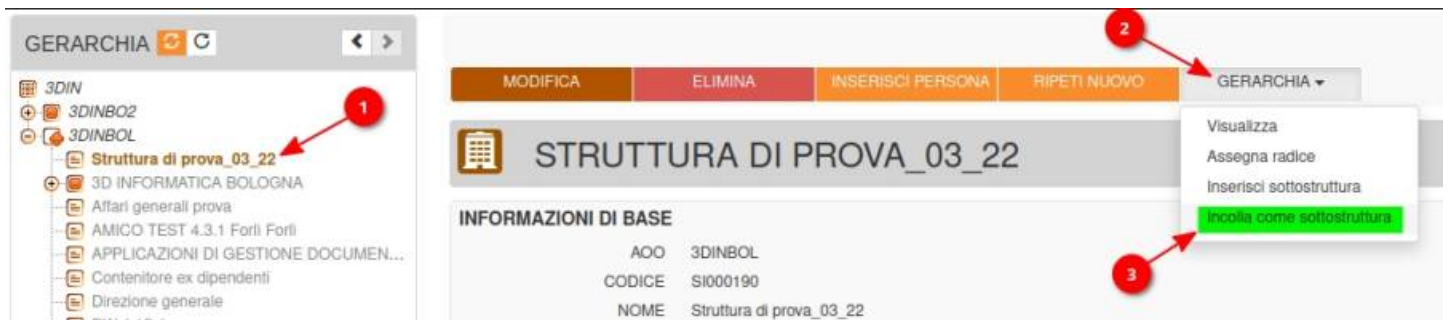 GERARCHIA
3DIN
3DINBO2
3DINBOL
Struttura di prova_03_22
3D INFORMATICA BOLOGNA
Affari generali prova
AMICO TEST 4.3.1 Forlì Forlì
APPLICAZIONI DI GESTIONE DOCUMEN...
Contenitore ex dipendenti
Direzione generale
1
2
MODIFICA ELIMINA INSERISCI PERSONA RIPETI NUOVO GERARCHIA
Visualizza
Assegna radice
Inserisci sottostruttura
Incolla come sottostruttura
3
STRUTTURA DI PROVA_03_22
INFORMAZIONI DI BASE
AOO 3DINBOL
CODICE SI000190
NOME Struttura di prova_03_22